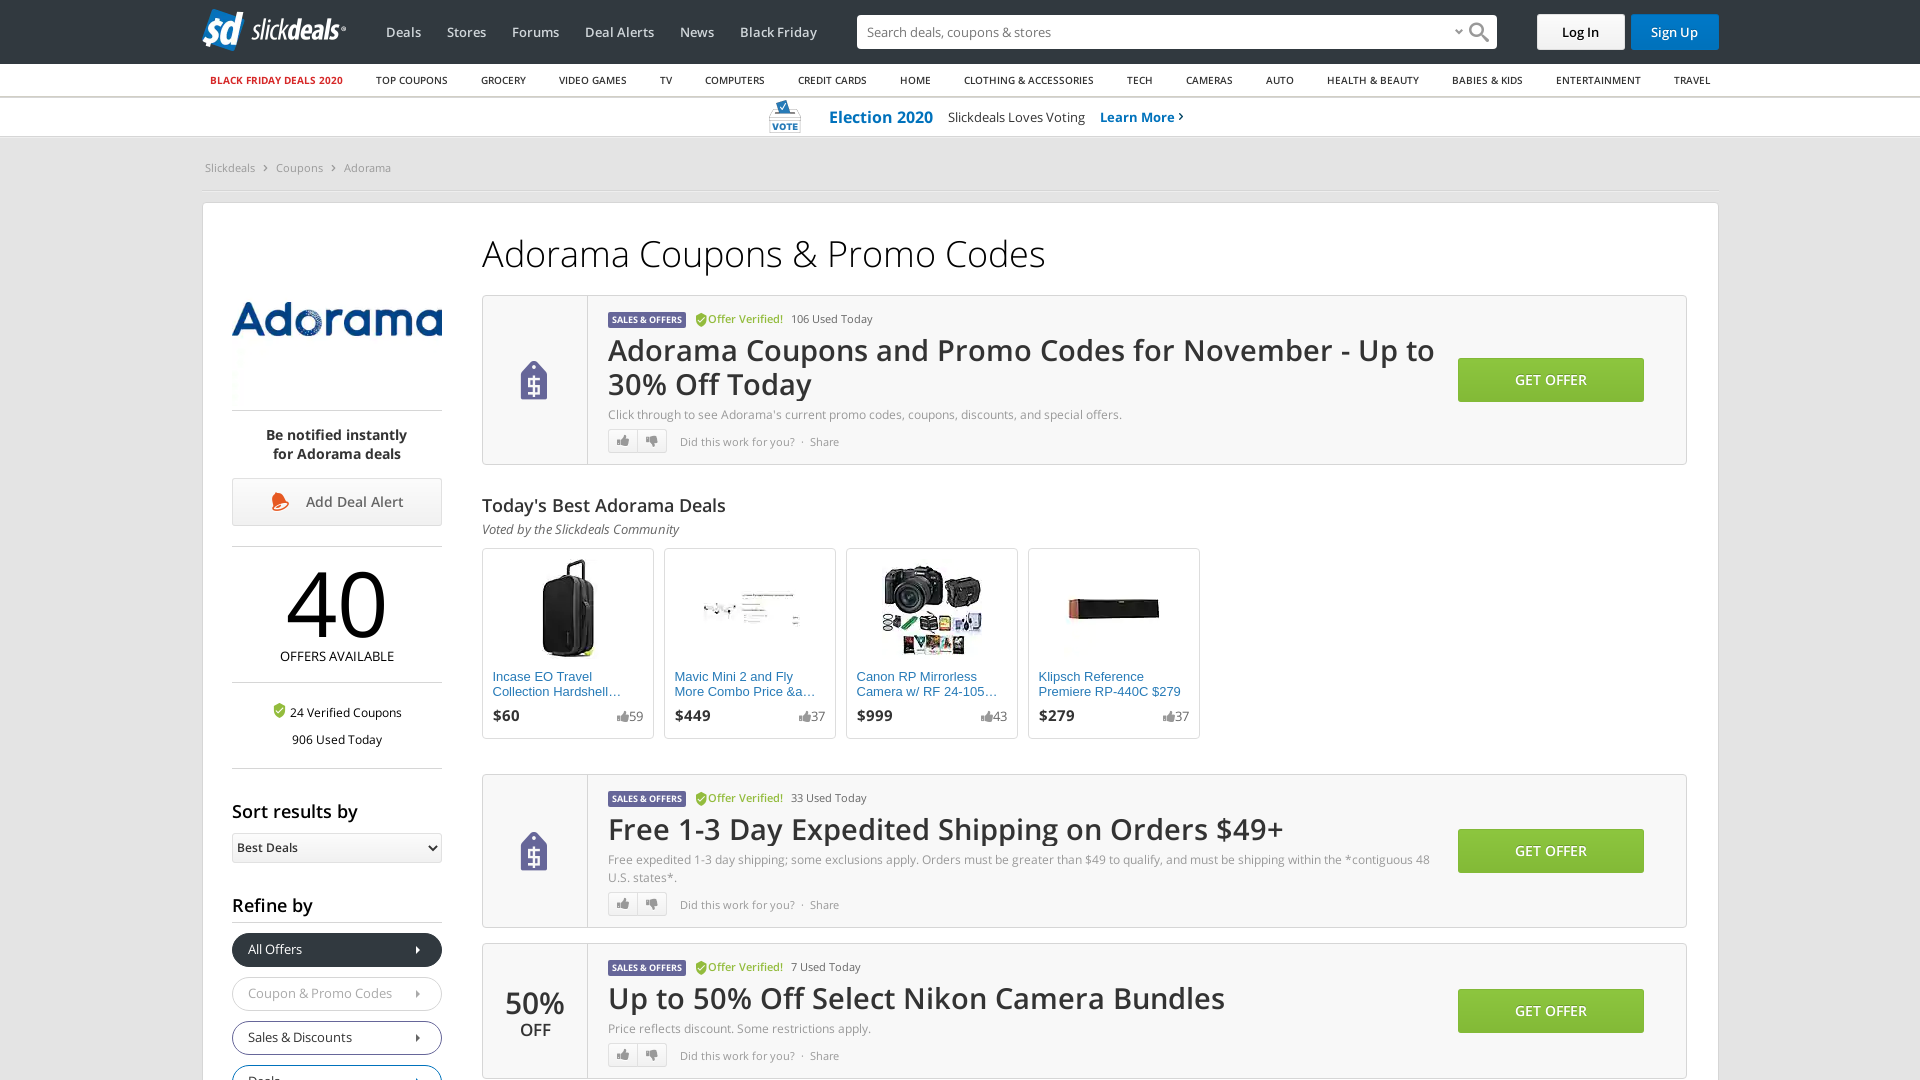 sd slickdeals
Deals
Stores
Forums
Deal Alerts
News
Black Friday
Search deals, coupons & stores
Log In
Sign Up
BLACK FRIDAY DEALS 2020
TOP COUPONS
GROCERY
VIDEO GAMES
TV
COMPUTERS
CREDIT CARDS
HOME
CLOTHING & ACCESSORIES
TECH
CAMERAS
AUTO
HEALTH & BEAUTY
BABIES & KIDS
ENTERTAINMENT
TRAVEL
VOTE
Election 2020
Slickdeals Loves Voting
Learn More
Slickdeals
Coupons
Adorama
Adorama
Be notified instantly
for Adorama deals
Add Deal Alert
40
OFFERS AVAILABLE
24 Verified Coupons
906 Used Today
Sort results by
Best Deals
Refine by
All Offers
Coupon & Promo Codes
Sales & Discounts
Deals
Adorama Coupons & Promo Codes
SALES & OFFERS
Offer Verified!
106 Used Today
Adorama Coupons and Promo Codes for November - Up to
30% Off Today
Click through to see Adorama's current promo codes, coupons, discounts, and special offers.
Did this work for you? · Share
GET OFFER
Today's Best Adorama Deals
Voted by the Slickdeals Community
Incase EO Travel
Collection Hardshell…
$60
59
Mavic Mini 2 and Fly
More Combo Price &a…
$449
37
Canon RP Mirrorless
Camera w/ RF 24-105…
$999
43
Klipsch Reference
Premiere RP-440C $279
$279
37
SALES & OFFERS
Offer Verified!
33 Used Today
Free 1-3 Day Expedited Shipping on Orders $49+
Free expedited 1-3 day shipping; some exclusions apply. Orders must be greater than $49 to qualify, and must be shipping within the *contiguous 48
U.S. states*.
Did this work for you? · Share
GET OFFER
50%
OFF
SALES & OFFERS
Offer Verified!
7 Used Today
Up to 50% Off Select Nikon Camera Bundles
Price reflects discount. Some restrictions apply.
Did this work for you? · Share
GET OFFER